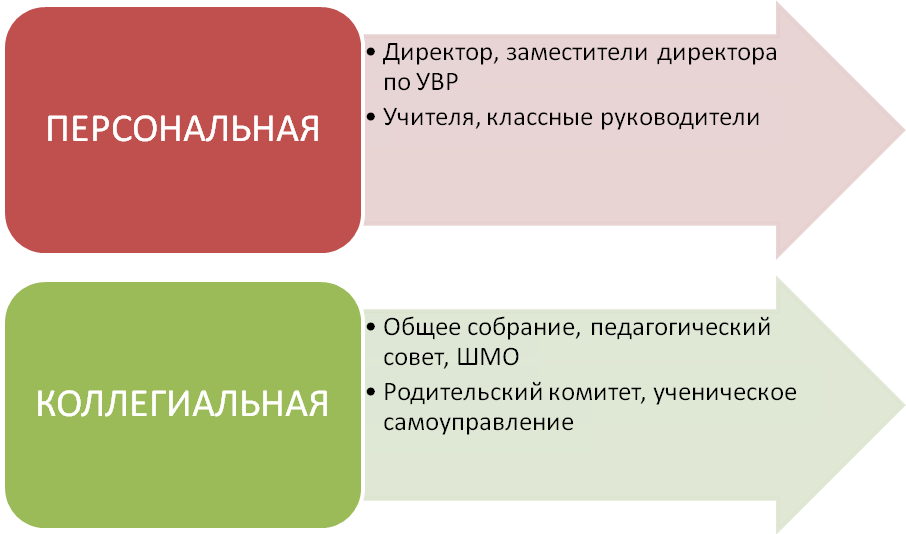 ПЕРСОНАЛЬНАЯ
• Директор, заместители директора
по УВР
• Учителя, классные руководители
КОЛЛЕГИАЛЬНАЯ
• Общее собрание, педагогический
совет, ШМО
• Родительский комитет, ученическое
самоуправление